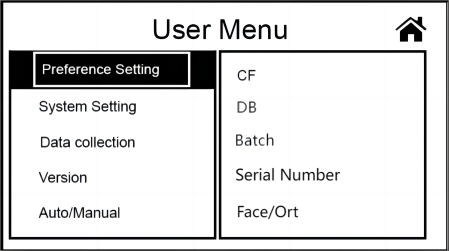 User Menu
Preference Setting
System Setting
Data collection
Version
Auto/Manual
CF
DB
Batch
Serial Number
Face/Ort